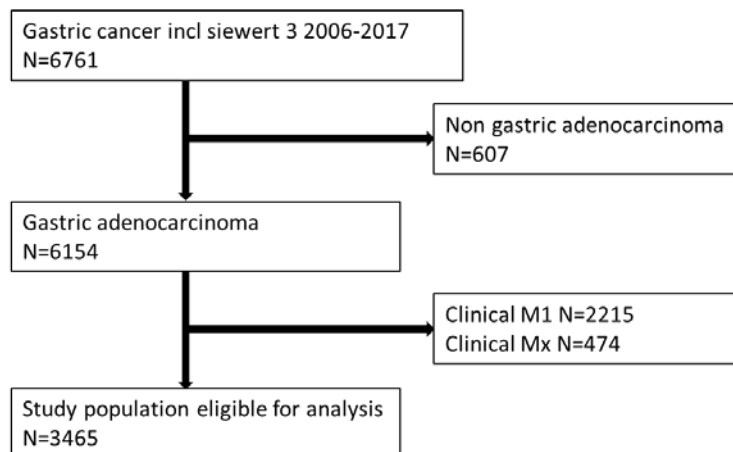 Gastric cancer incl siewert 3 2006-2017
N=6761
Non gastric adenocarcinoma
N=607
Gastric adenocarcinoma
N=6154
Clinical M1 N=2215
Clinical Mx N=474
Study population eligible for analysis
N=3465